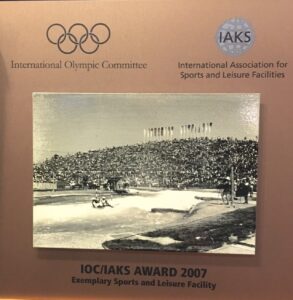 IAKS
International Olympic Committee
International Association for
Sports and Leisure Facilities
IOC/IAKS AWARD 2007
Exemplary Sports and Leisure Facility